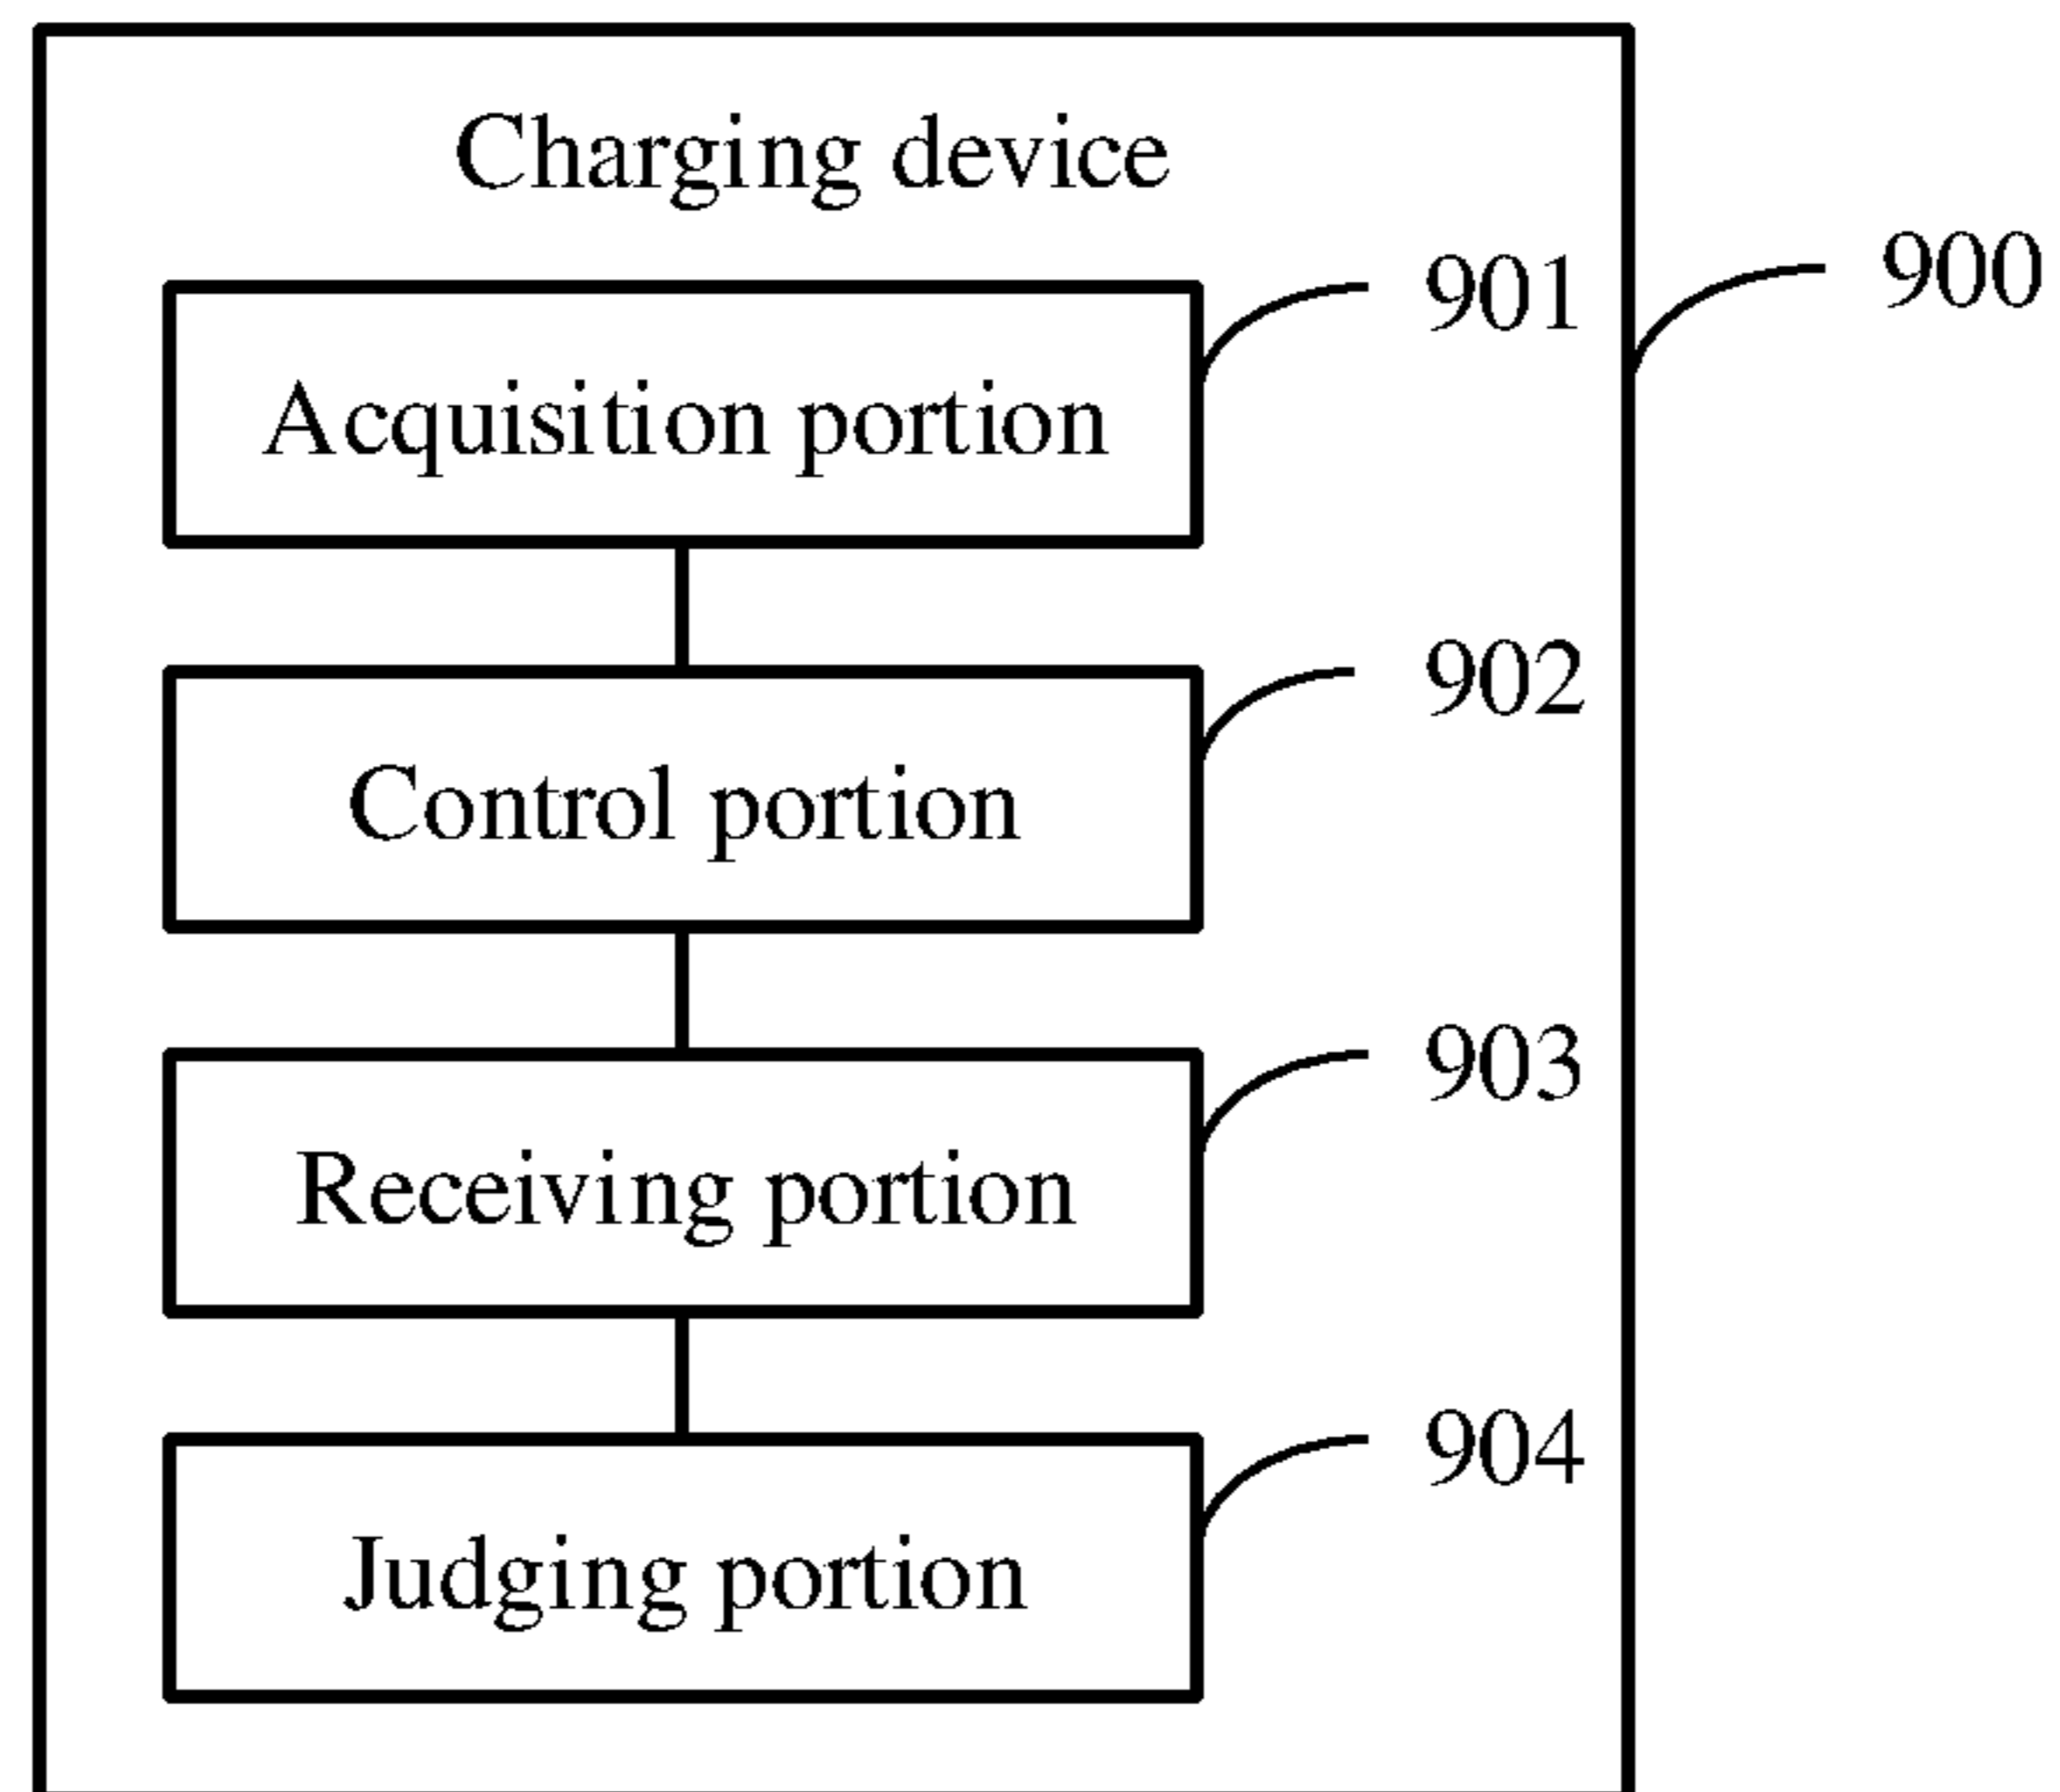 Charging device
900
901
Acquisition portion
902
Control portion
903
Receiving portion
904
Judging portion